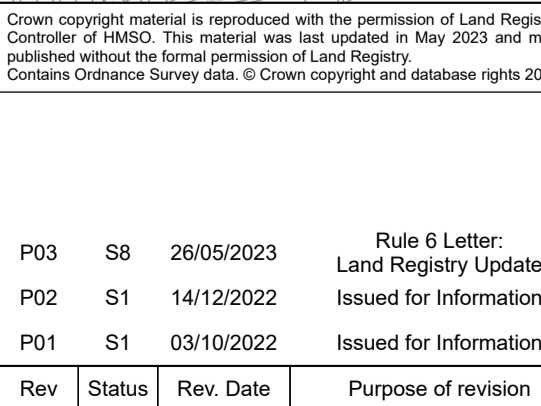 Crown copyright material is reproduced with the permission of Land Regis
Controller of HMSO. This material was last updated in May 2023 and m
published without the formal permission of Land Registry.
Contains Ordnance Survey data. © Crown copyright and database rights 20
P03 S8 26/05/2023 Rule 6 Letter:
Land Registry Update
P02 S1 14/12/2022 Issued for Information
P01 S1 03/10/2022 Issued for Information
Rev Status Rev. Date Purpose of revision